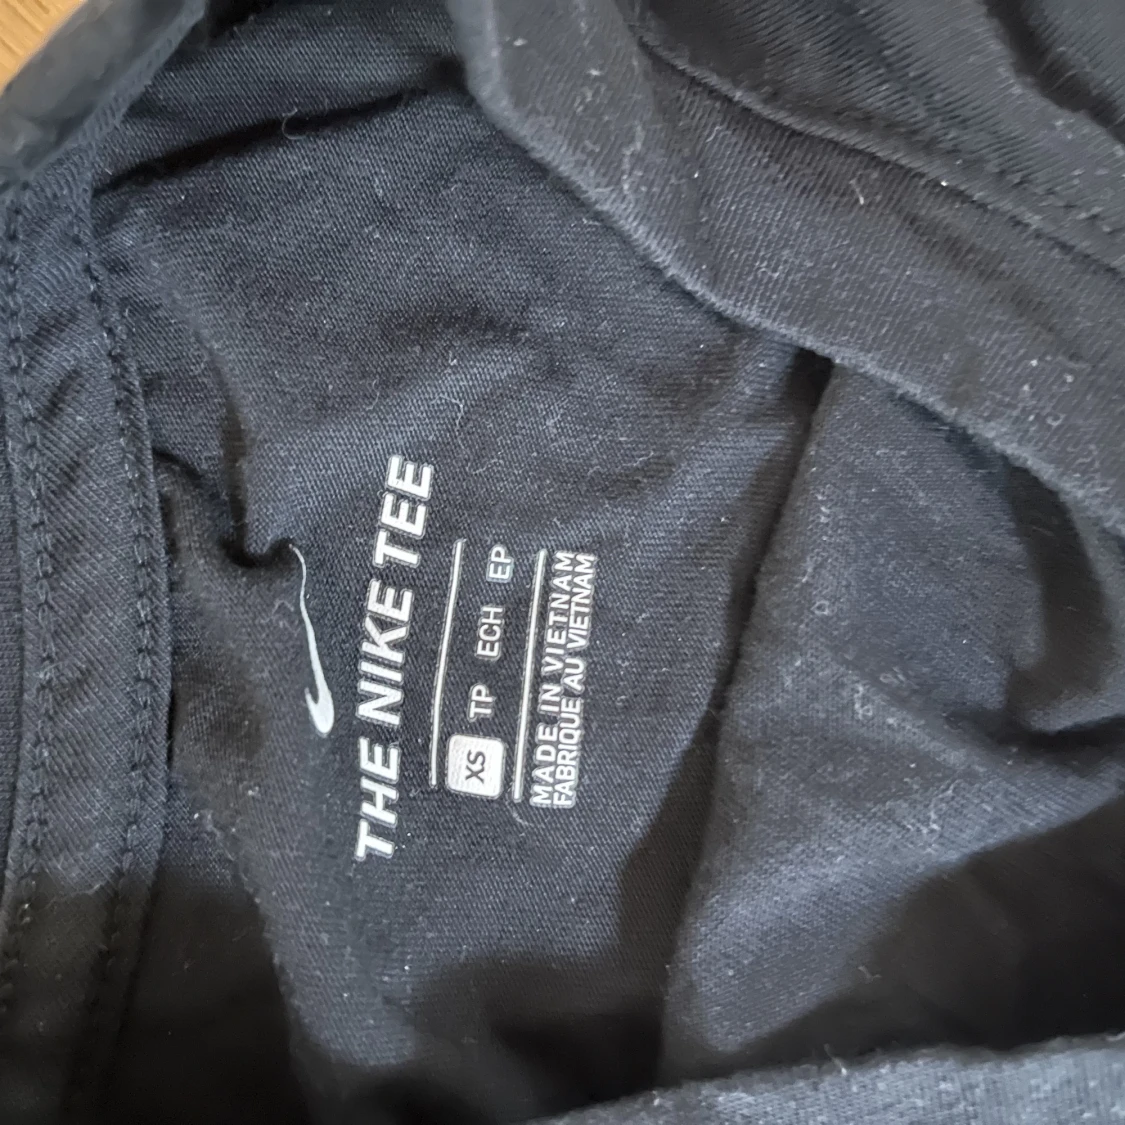 THE NIKE TEE
XS TP ECH EP
MADE IN VIETNAM
FABRIQUE AU VIETNAM